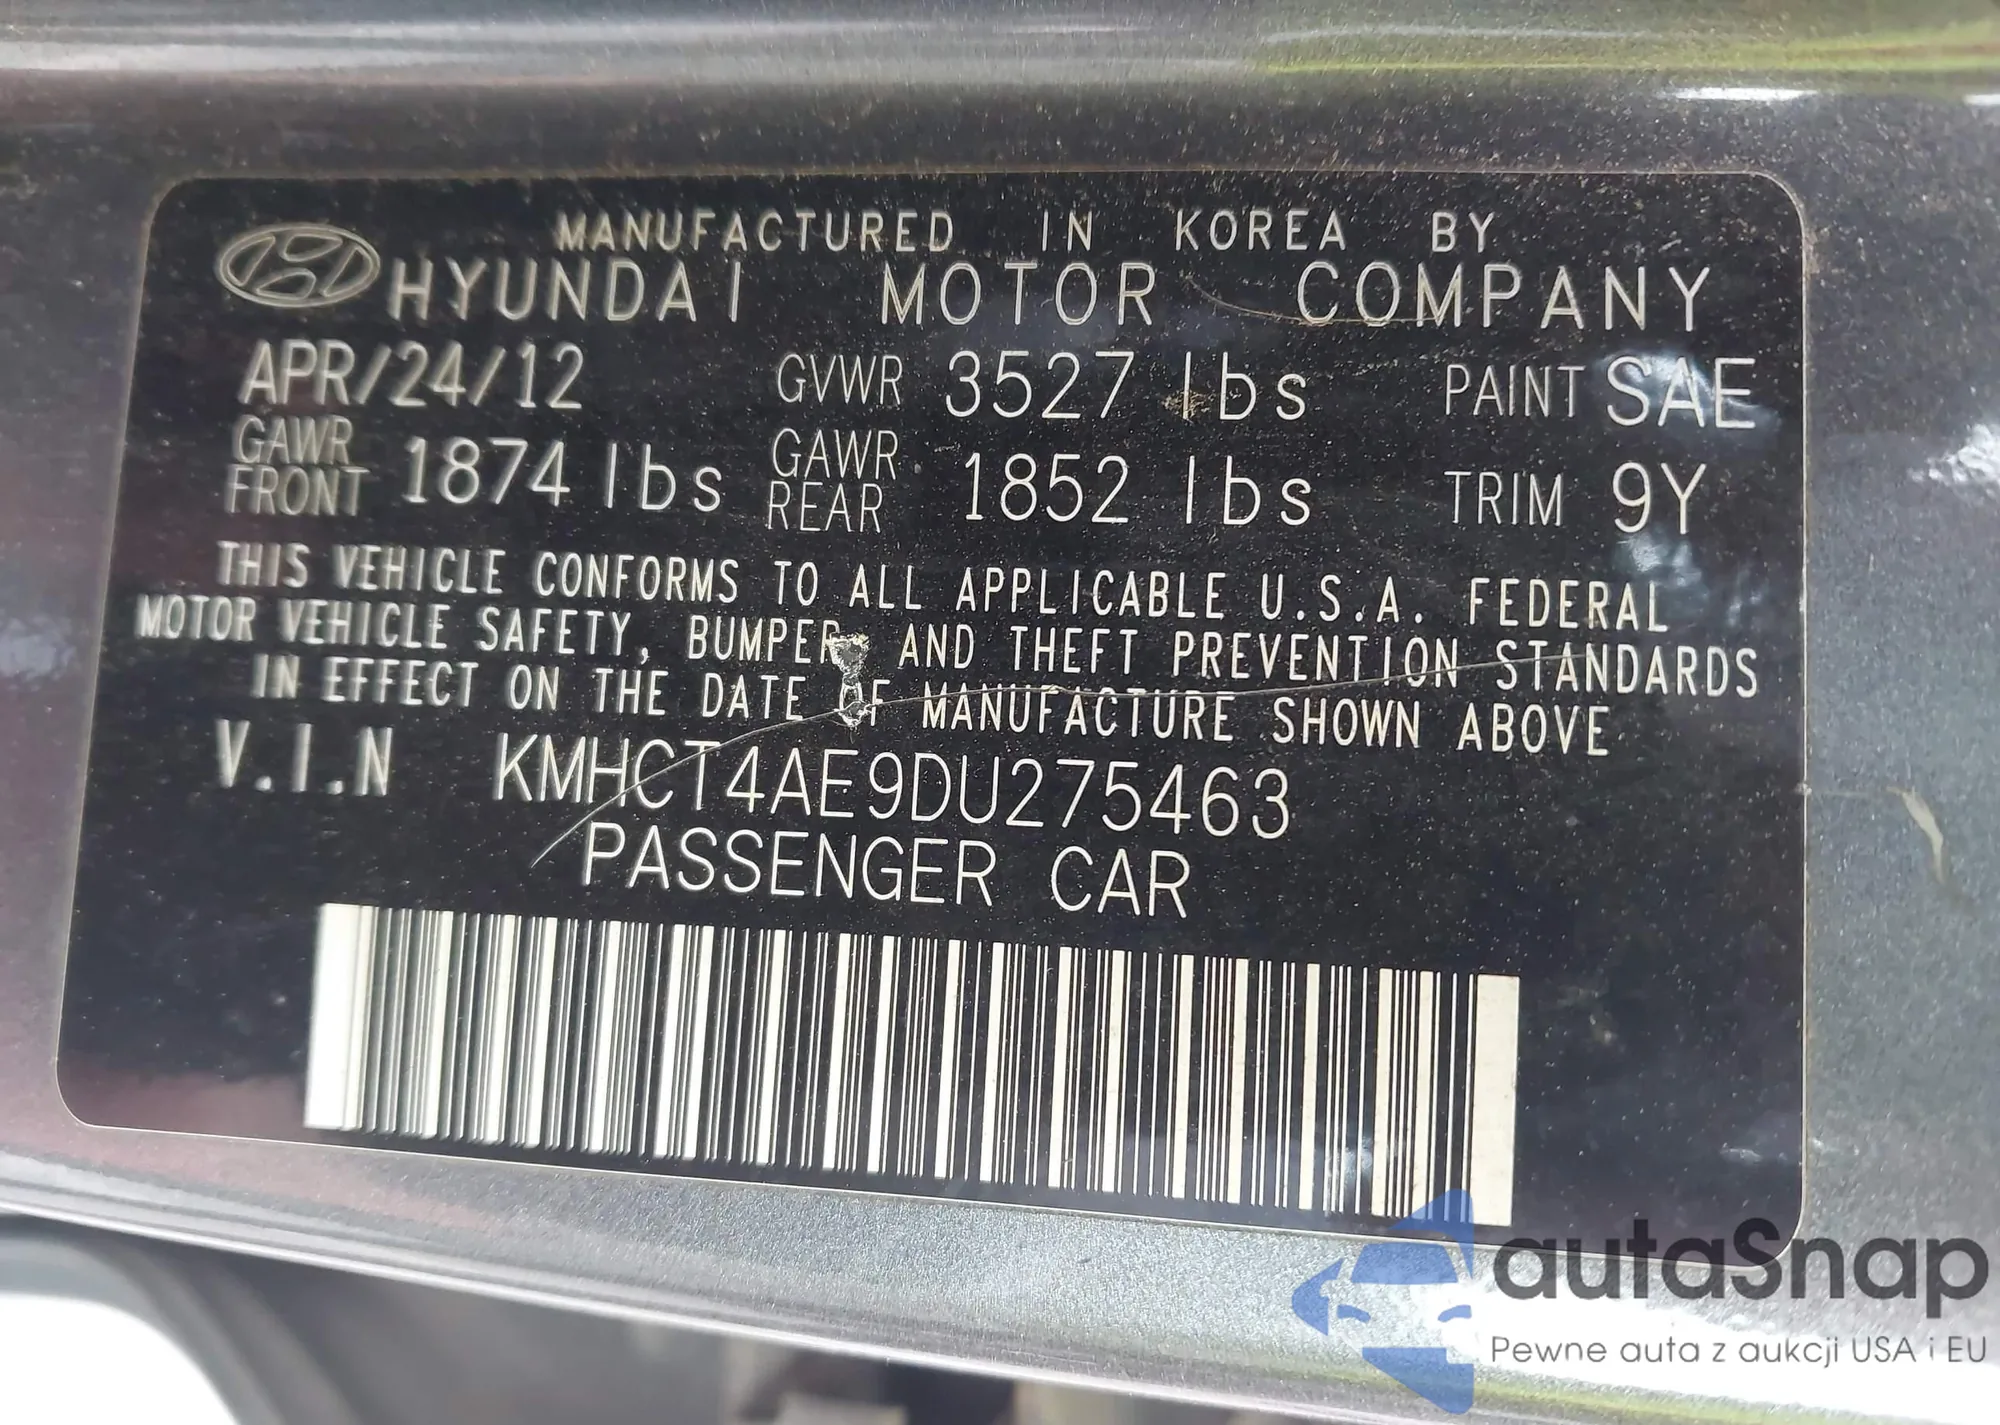 MANUFACTURED IN KOREA BY
HYUNDAI MOTOR COMPANY
APR/24/12 GVWR 3527 lbs PAINT SAE
GAWR FRONT 1874 lbs GAWR REAR 1852 lbs TRIM 9Y
THIS VEHICLE CONFORMS TO ALL APPLICABLE U.S.A. FEDERAL
MOTOR VEHICLE SAFETY, BUMPER, AND THEFT PREVENTION STANDARDS
IN EFFECT ON THE DATE OF MANUFACTURE SHOWN ABOVE
V.I.N KMHCT4AE9DU275463
PASSENGER CAR
autaSnap
Pewne auta z aukcji USA i EU